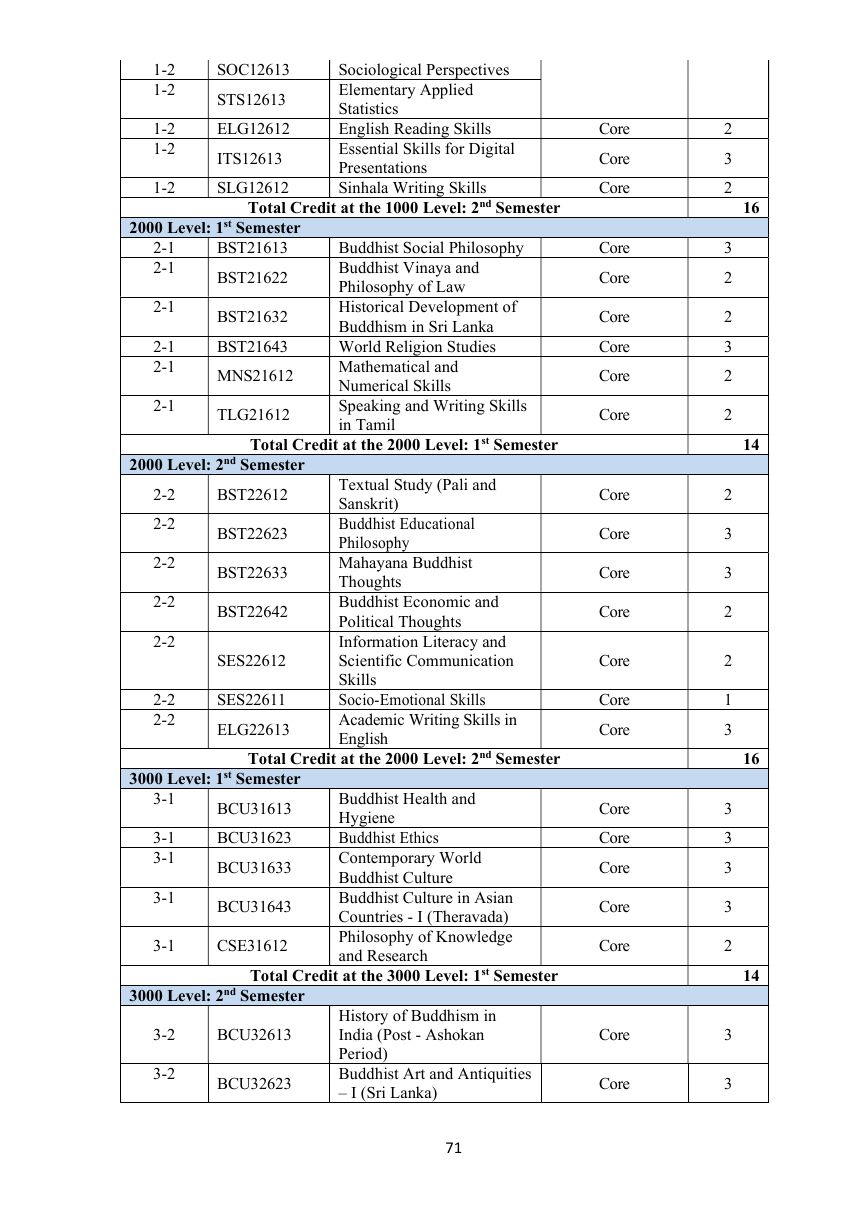 1-2 SOC12613 Sociological Perspectives
1-2 STS12613 Elementary Applied
Statistics
1-2 ELG12612 English Reading Skills Core 2
1-2 ITS12613 Essential Skills for Digital Core 3
Presentations
1-2 SLG12612 Sinhala Writing Skills Core 2
Total Credit at the 1000 Level: 2nd Semester 16
2000 Level: 1st Semester
2-1 BST21613 Buddhist Social Philosophy Core 3
2-1 BST21622 Buddhist Vinaya and Core 2
Philosophy of Law
2-1 BST21632 Historical Development of Core 2
Buddhism in Sri Lanka
2-1 BST21643 World Religion Studies Core 3
2-1 MNS21612 Mathematical and Core 2
Numerical Skills
2-1 TLG21612 Speaking and Writing Skills Core 2
in Tamil
Total Credit at the 2000 Level: 1st Semester 14
2000 Level: 2nd Semester
2-2 BST22612 Textual Study (Pali and Core 2
Sanskrit)
2-2 BST22623 Buddhist Educational Core 3
Philosophy
2-2 BST22633 Mahayana Buddhist Core 3
Thoughts
2-2 BST22642 Buddhist Economic and Core 2
Political Thoughts
2-2 SES22612 Information Literacy and Core 2
Scientific Communication
Skills
2-2 SES22611 Socio-Emotional Skills Core 1
2-2 ELG22613 Academic Writing Skills in Core 3
English
Total Credit at the 2000 Level: 2nd Semester 16
3000 Level: 1st Semester
3-1 BCU31613 Buddhist Health and Core 3
Hygiene
3-1 BCU31623 Buddhist Ethics Core 3
3-1 BCU31633 Contemporary World Core 3
Buddhist Culture
3-1 BCU31643 Buddhist Culture in Asian Core 3
Countries - I (Theravada)
3-1 CSE31612 Philosophy of Knowledge Core 2
and Research
Total Credit at the 3000 Level: 1st Semester 14
3000 Level: 2nd Semester
3-2 BCU32613 History of Buddhism in Core 3
India (Post - Ashokan
Period)
3-2 BCU32623 Buddhist Art and Antiquities Core 3
– I (Sri Lanka)
71